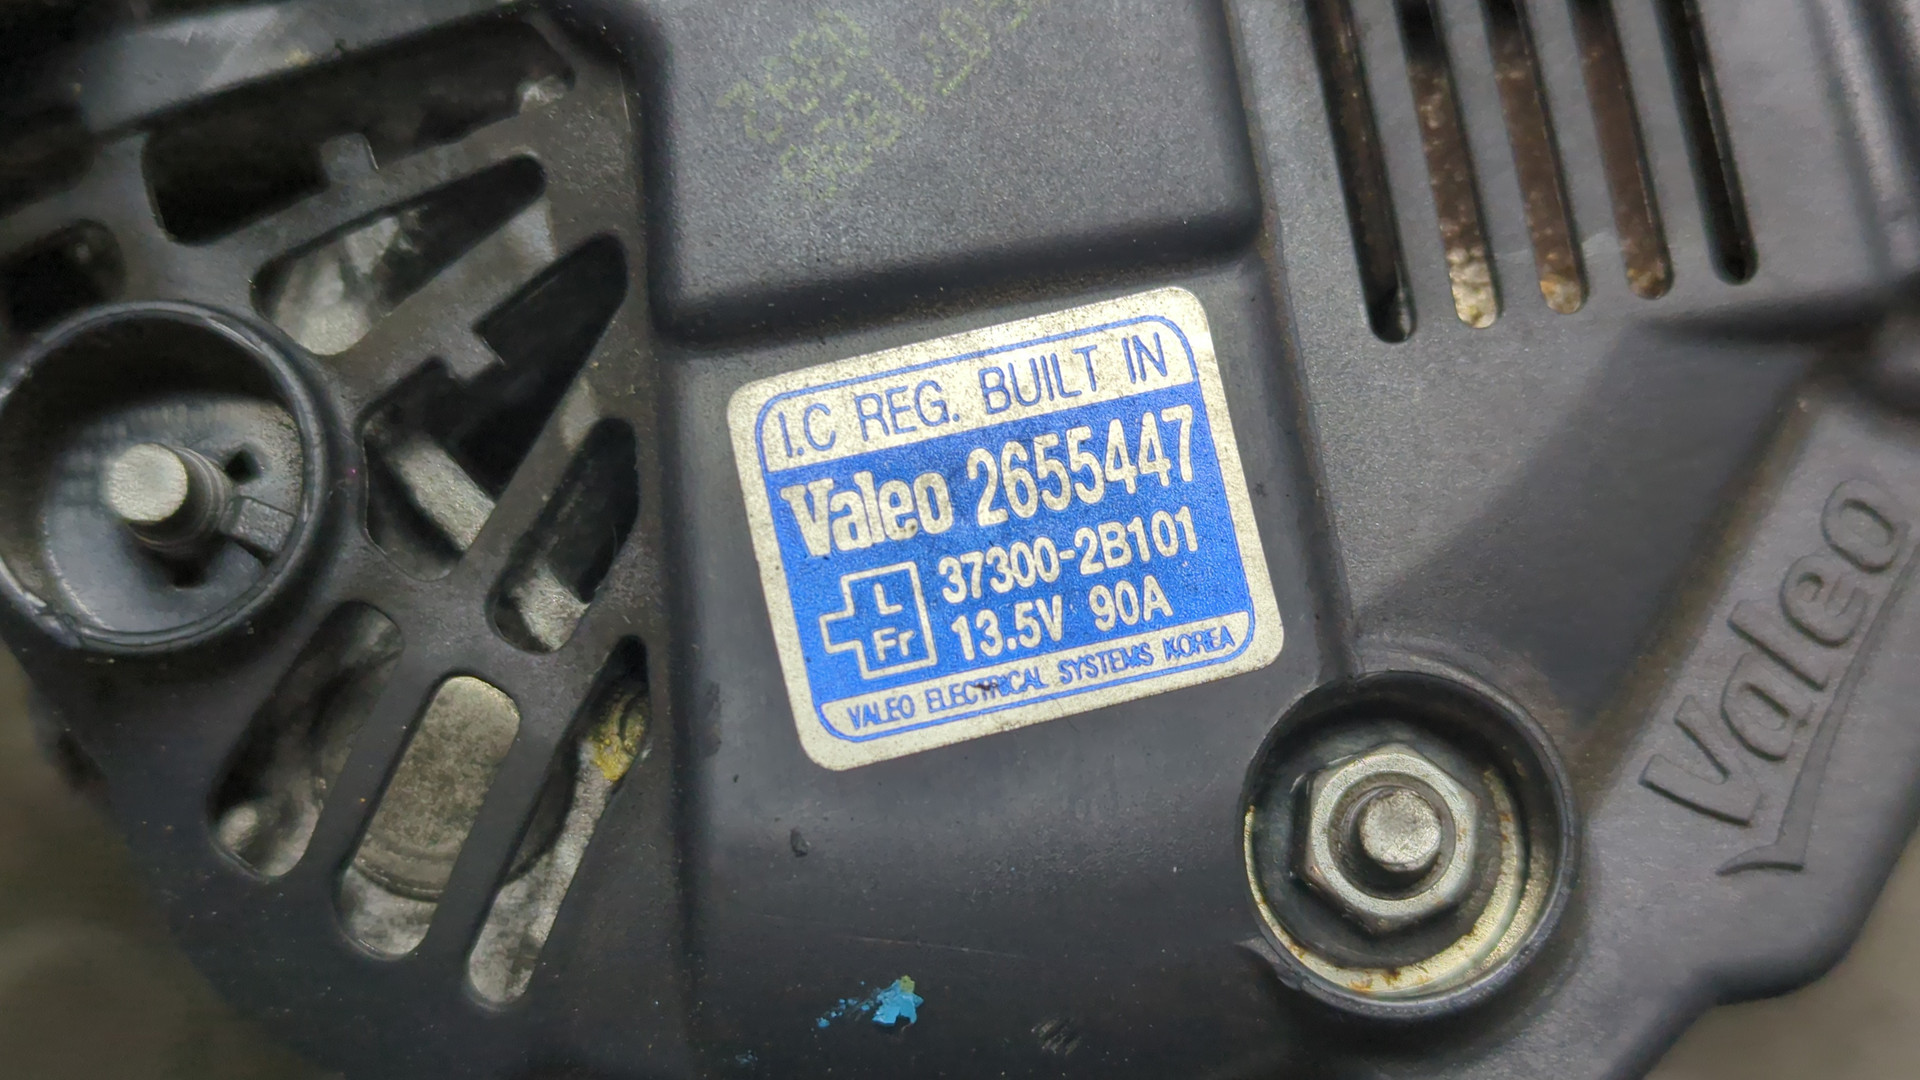 I.C REG. BUILT IN
Valeo 2655447
37300-2B101
L
Fr
13.5V 90A
VALEO ELECTRICAL SYSTEMS KOREA
Valeo